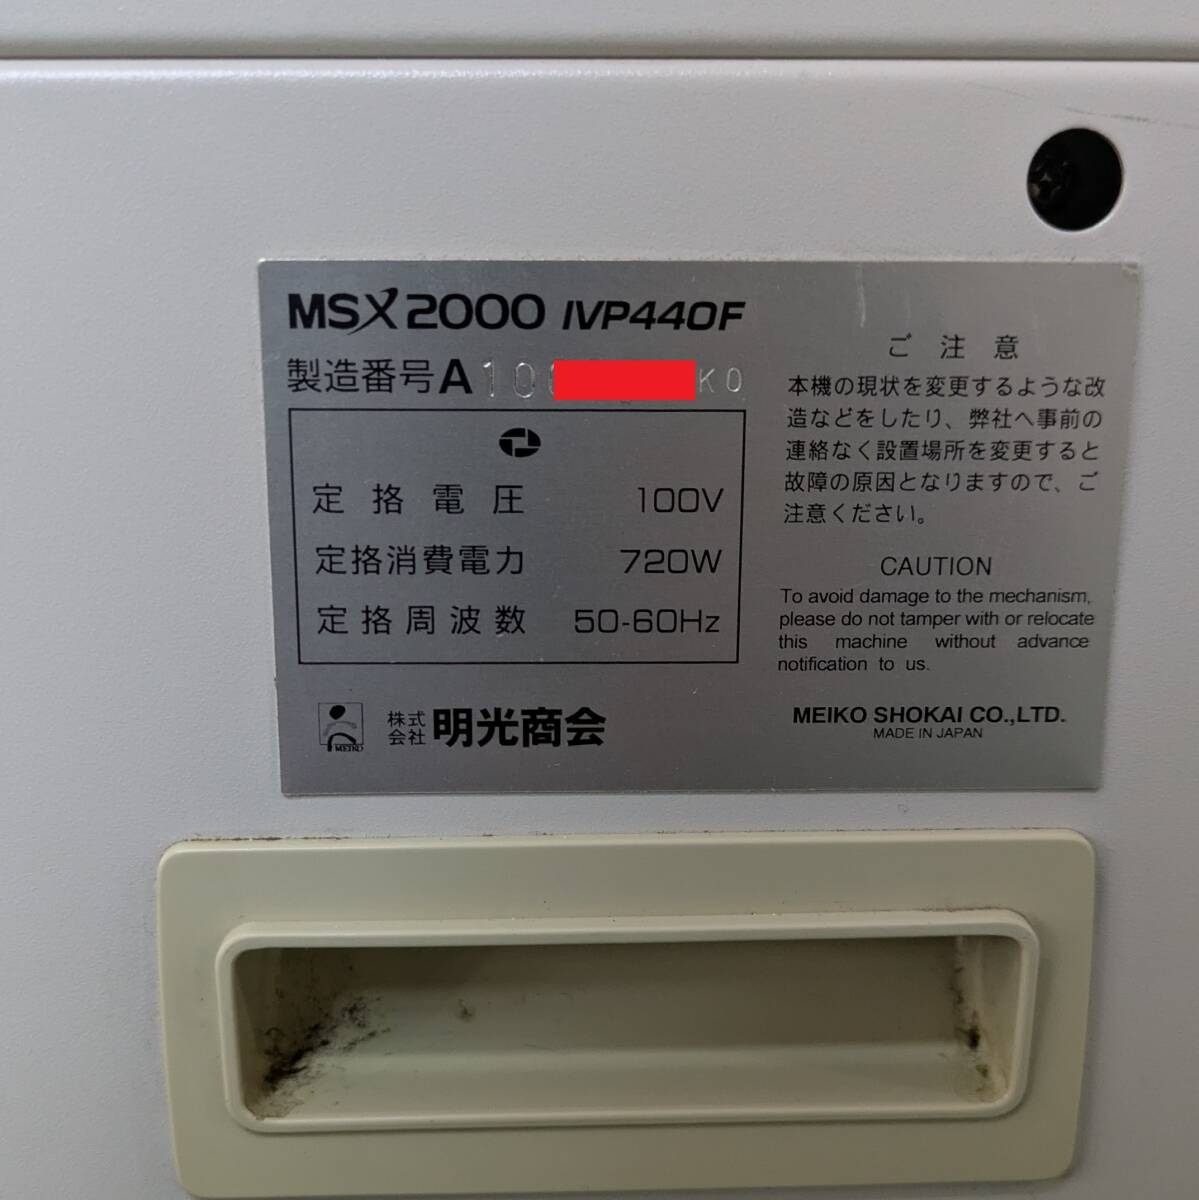 MSX2000 IVP440F
製造番号 A 10 K0
定格電圧 100V
定格消費電力 720W
定格周波数 50-60Hz
MEIKO
株式会社 明光商会
ご注意
本機の現状を変更するような改
造などをしたり、弊社へ事前の
連絡なく設置場所を変更すると
故障の原因となりますので、ご
注意ください。
CAUTION
To avoid damage to the mechanism,
please do not tamper with or relocate
this machine without advance
notification to us.
MEIKO SHOKAI CO.,LTD.
MADE IN JAPAN